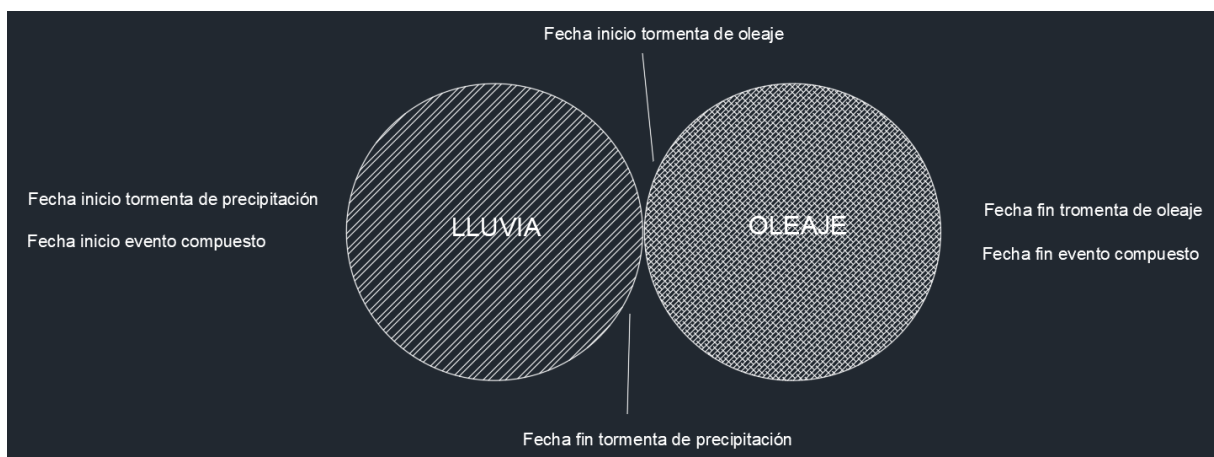 Fecha inicio tormenta de oleaje
Fecha inicio tormenta de precipitación
Fecha inicio evento compuesto
LLUVIA
OLEAJE
Fecha fin tromenta de oleaje
Fecha fin evento compuesto
Fecha fin tormenta de precipitación